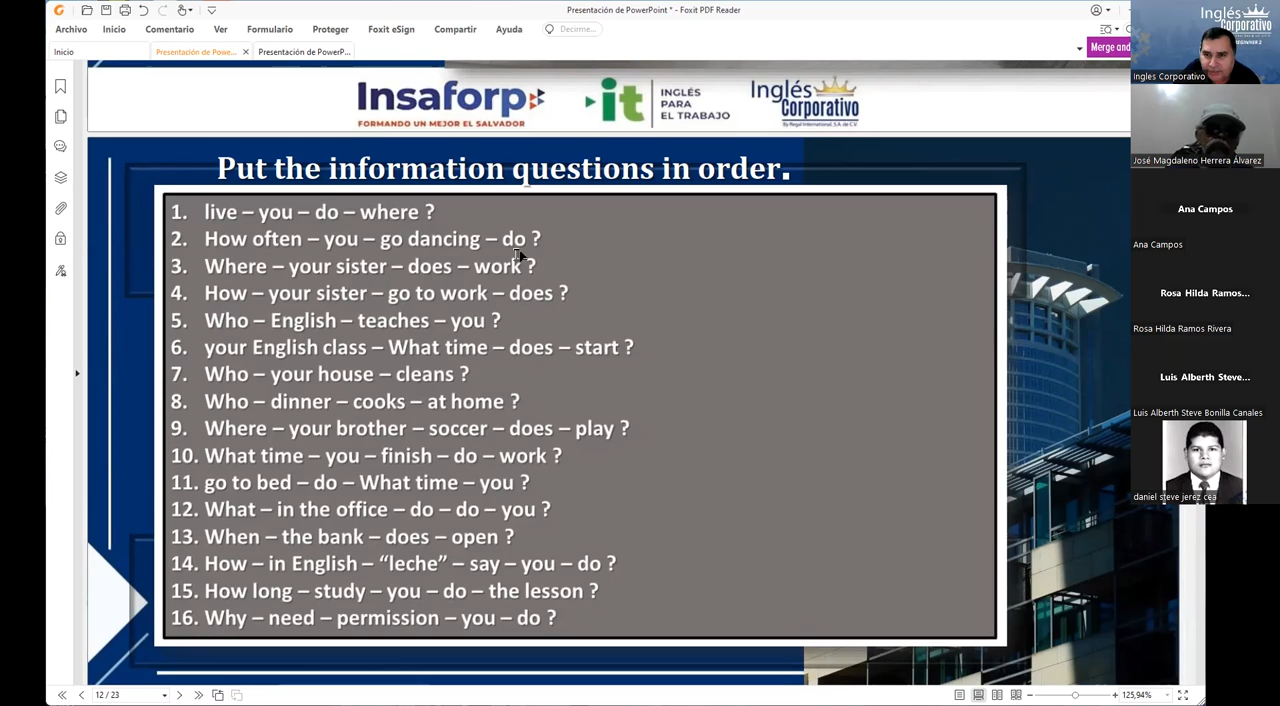 Presentación de PowerPoint * - Foxit PDF Reader
Archivo Inicio Comentario Ver Formulario Proteger Foxit eSign Compartir Ayuda Decirme...
Inicio Presentación de Powe... Presentación de PowerP...
Merge and
Insaforp
FORMANDO UN MEJOR EL SALVADOR
it
INGLÉS
PARA
EL TRABAJO
Inglés
Corporativo
By Regal International, S.A. de C.V.
Put the information questions in order.
1. live – you – do – where ?
2. How often – you – go dancing – do ?
3. Where – your sister – does – work ?
4. How – your sister – go to work – does ?
5. Who – English – teaches – you ?
6. your English class – What time – does – start ?
7. Who – your house – cleans ?
8. Who – dinner – cooks – at home ?
9. Where – your brother – soccer – does – play ?
10. What time – you – finish – do – work ?
11. go to bed – do – What time – you ?
12. What – in the office – do – do – you ?
13. When – the bank – does – open ?
14. How – in English – “leche” – say – you – do ?
15. How long – study – you – do – the lesson ?
16. Why – need – permission – you – do ?
12 / 23
125,94%
Inglés
Corporativo
BEGINNER 2
Ingles Corporativo
José Magdaleno Herrera Álvarez
Ana Campos
Ana Campos
Rosa Hilda Ramos...
Rosa Hilda Ramos Rivera
Luis Alberth Steve...
Luis Alberth Steve Bonilla Canales
daniel steve jerez cea